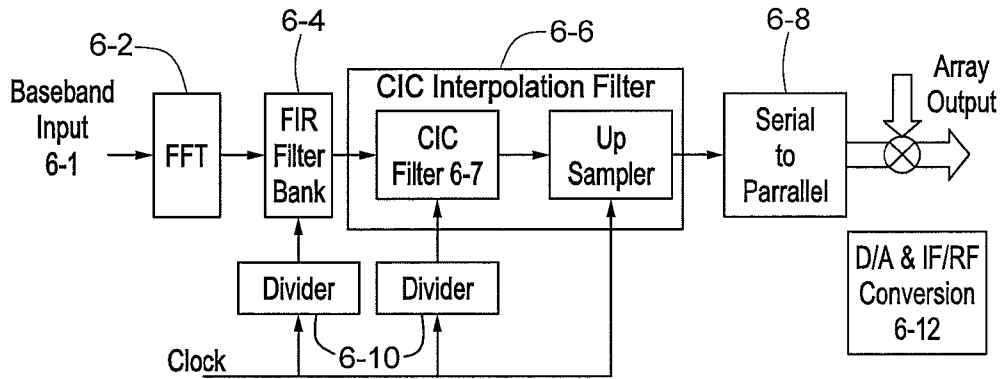 6-2
6-4
6-6
6-8
Baseband
Input
6-1
FFT
FIR
Filter
Bank
CIC Interpolation Filter
CIC
Filter 6-7
Up
Sampler
Serial
to
Parrallel
Array
Output
Divider
Divider
6-10
Clock
D/A & IF/RF
Conversion
6-12